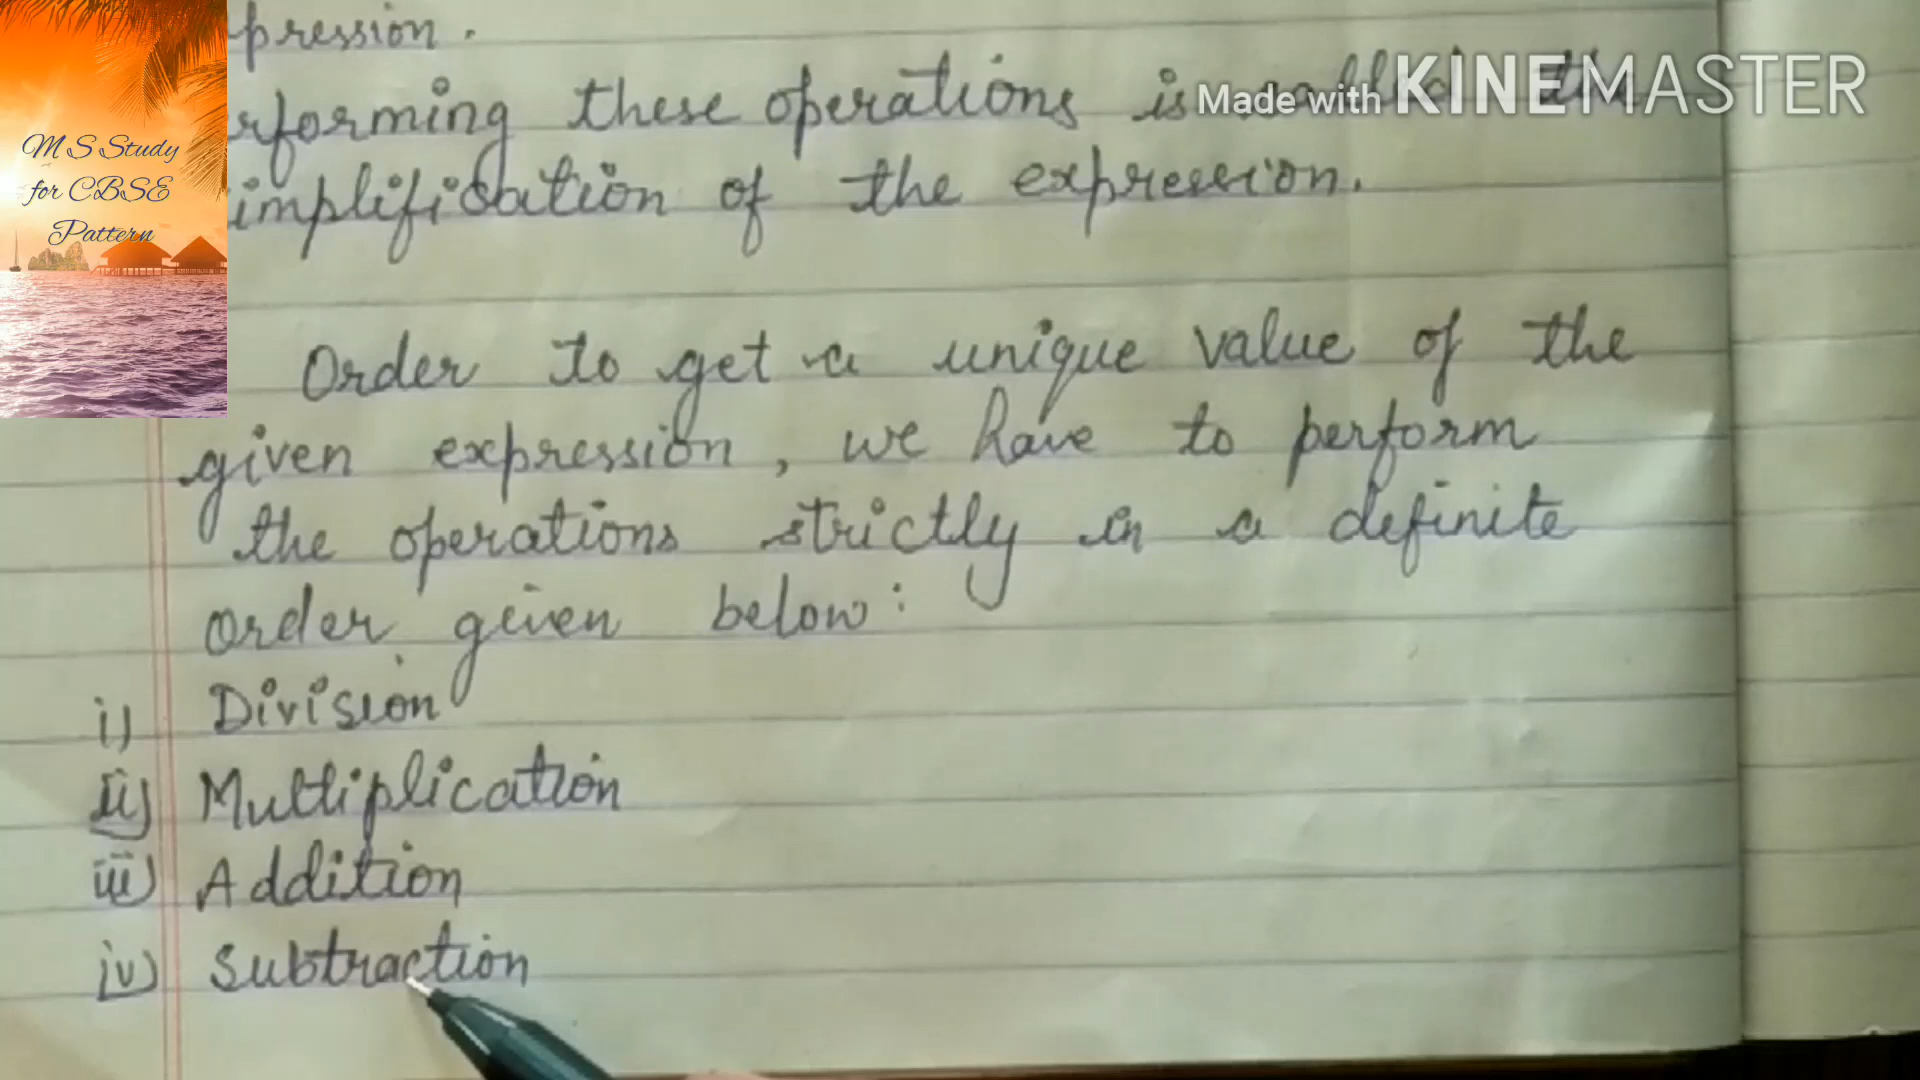 pression.
rforming these operations is called the
implification of the expression.
Order to get a unique value of the
given expression, we have to perform
the operations strictly in a definite
order given below:
i) Division
ii) Multiplication
iii) Addition
iv) Subtraction
M S Study
for CBSE
Pattern
Made with KINEMASTER